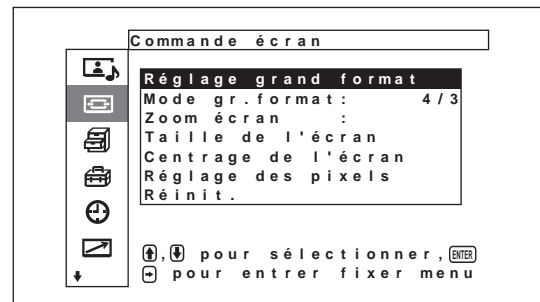 Commande écran
Réglage grand format
Mode gr.format: 4/3
Zoom écran :
Taille de l'écran
Centrage de l'écran
Réglage des pixels
Réinit.
, pour sélectionner, ENTER
pour entrer fixer menu